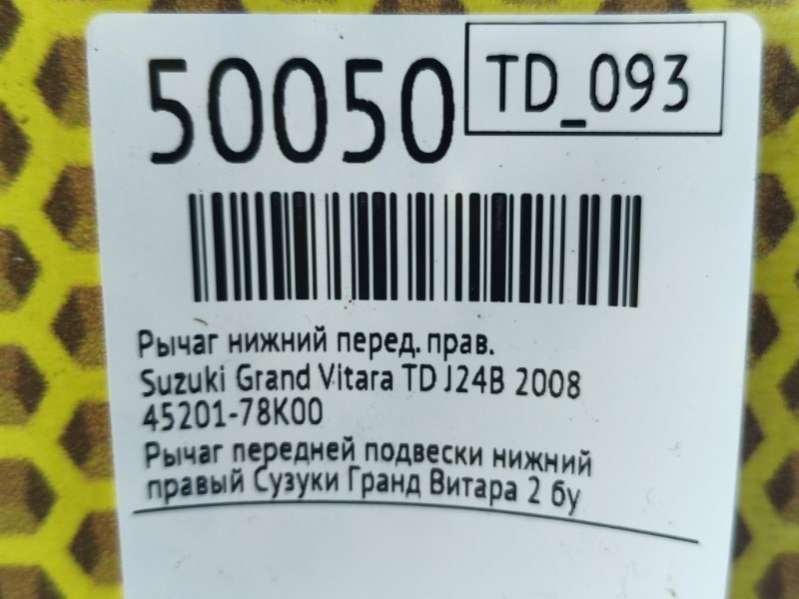 50050
TD_093
Рычаг нижний перед. прав.
Suzuki Grand Vitara TD J24B 2008
45201-78K00
Рычаг передней подвески нижний
правый Сузуки Гранд Витара 2 бу